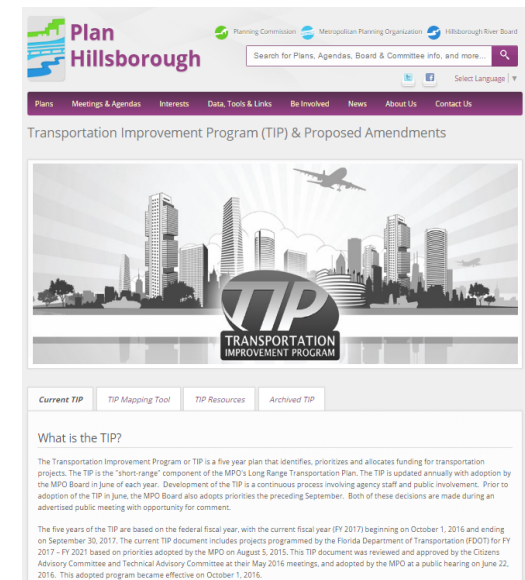 Plan
Hillsborough
Planning Commission
Metropolitan Planning Organization
Hillsborough River Board
Search for Plans, Agendas, Board & Committee info, and more...
Select Language ▼
Plans Meetings & Agendas Interests Data, Tools & Links Be Involved News About Us Contact Us
Transportation Improvement Program (TIP) & Proposed Amendments
TIP
TRANSPORTATION
IMPROVEMENT PROGRAM
Current TIP TIP Mapping Tool TIP Resources Archived TIP
What is the TIP?
The Transportation Improvement Program or TIP is a five year plan that identifies, prioritizes and allocates funding for transportation
projects. The TIP is the "short-range" component of the MPO's Long Range Transportation Plan. The TIP is updated annually with adoption by
the MPO Board in June of each year. Development of the TIP is a continuous process involving agency staff and public involvement. Prior to
adoption of the TIP in June, the MPO Board also adopts priorities the preceding September. Both of these decisions are made during an
advertised public meeting with opportunity for comment.
The five years of the TIP are based on the federal fiscal year, with the current fiscal year (FY 2017) beginning on October 1, 2016 and ending
on September 30, 2017. The current TIP document includes projects programmed by the Florida Department of Transportation (FDOT) for FY
2017 – FY 2021 based on priorities adopted by the MPO on August 5, 2015. This TIP document was reviewed and approved by the Citizens
Advisory Committee and Technical Advisory Committee at their May 2016 meetings, and adopted by the MPO at a public hearing on June 22,
2016. This adopted program became effective on October 1, 2016.